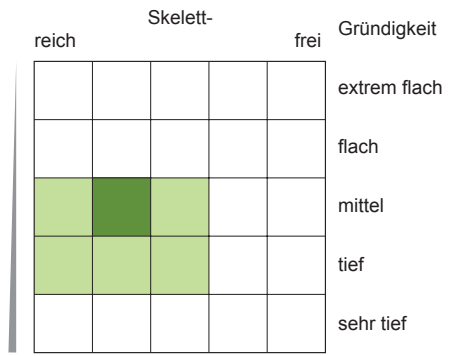 Skelett-
reich frei Gründigkeit
extrem flach
flach
mittel
tief
sehr tief